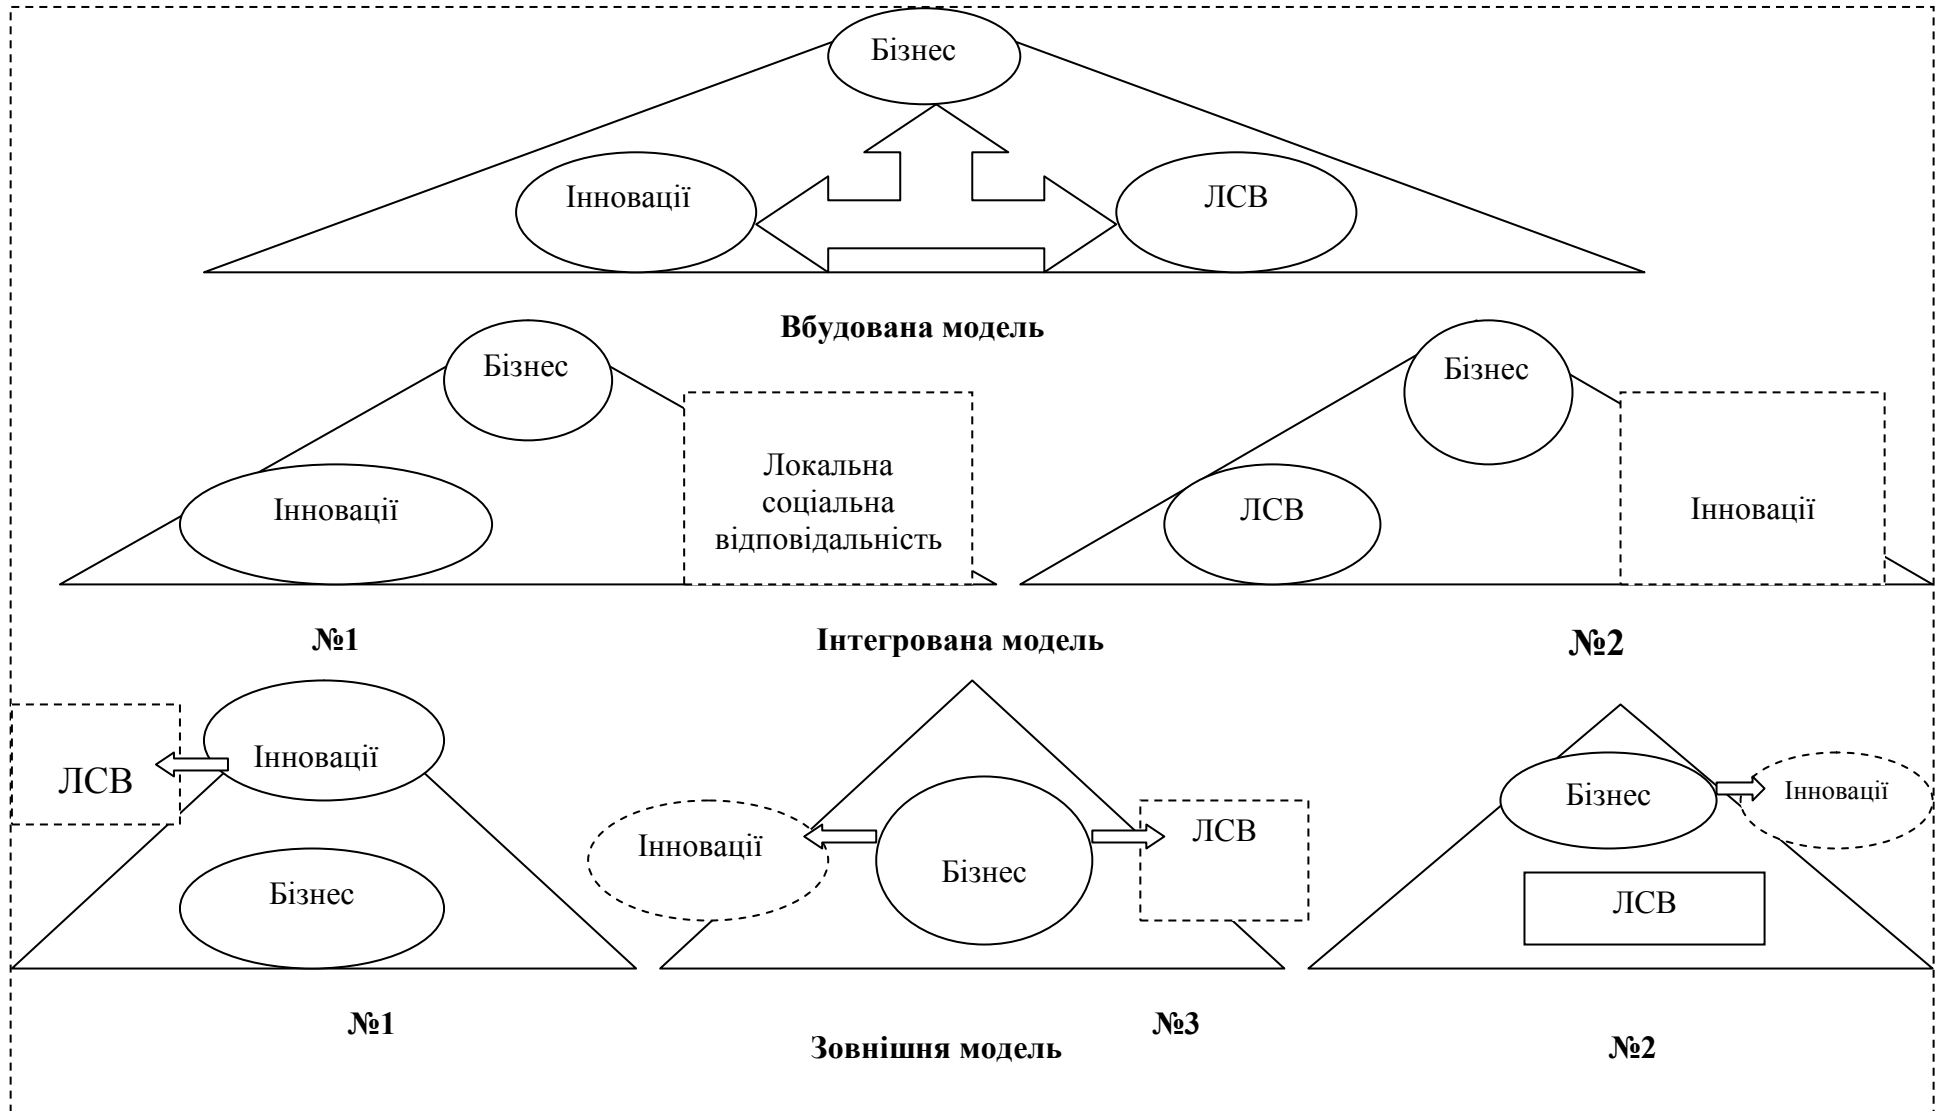 Бізнес
Інновації
ЛСВ
Вбудована модель
Бізнес
Інновації
Локальна
соціальна
відповідальність
Бізнес
ЛСВ
Інновації
№1
Інтегрована модель
№2
ЛСВ
Інновації
Бізнес
Інновації
Бізнес
ЛСВ
Бізнес
Інновації
ЛСВ
№1
№3
Зовнішня модель
№2